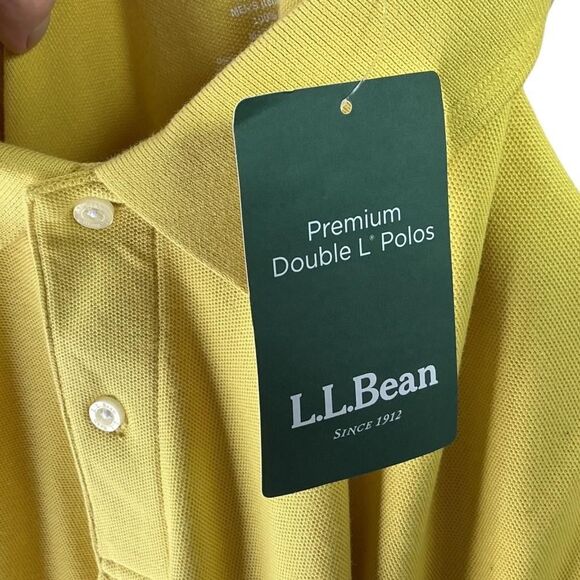 Premium
Double L® Polos
L.L.Bean
SINCE 1912